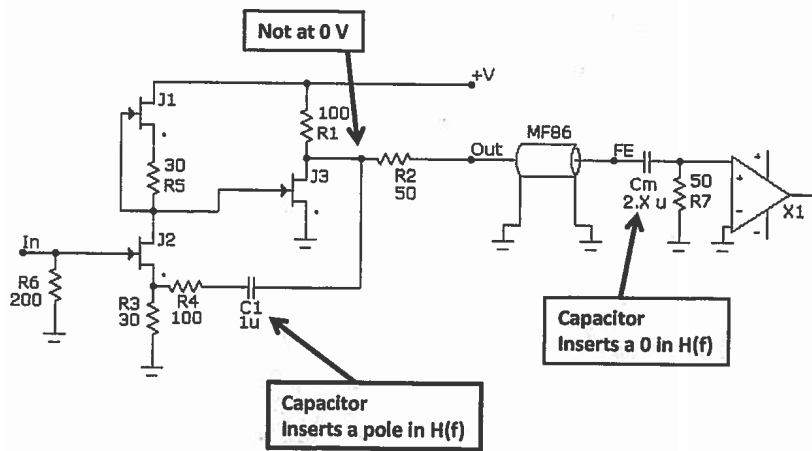 Not at 0 V
+V
J1
100
R1
MF86
Out
FE
30
R5
J3
R2
50
Cm
2.X u
50
R7
+
+
-
-
X1
In
J2
R6
200
R3
30
R4
100
C1
1u
Capacitor
Inserts a 0 in H(f)
Capacitor
Inserts a pole in H(f)